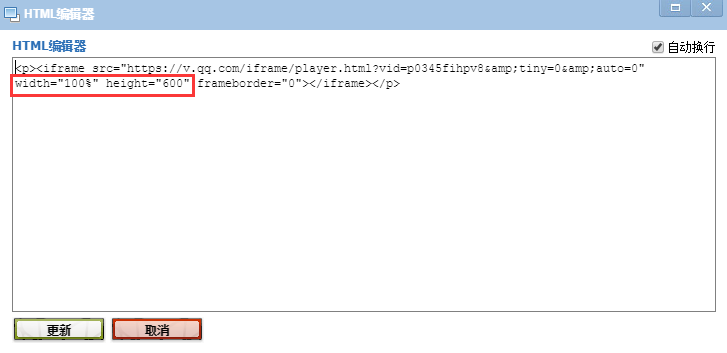 HTML编辑器
HTML编辑器
自动换行
<p><iframe src="https://v.qq.com/iframe/player.html?vid=p0345fihpv8&amp;tiny=0&amp;auto=0"
width="100%" height="600" frameborder="0"></iframe></p>
更新
取消